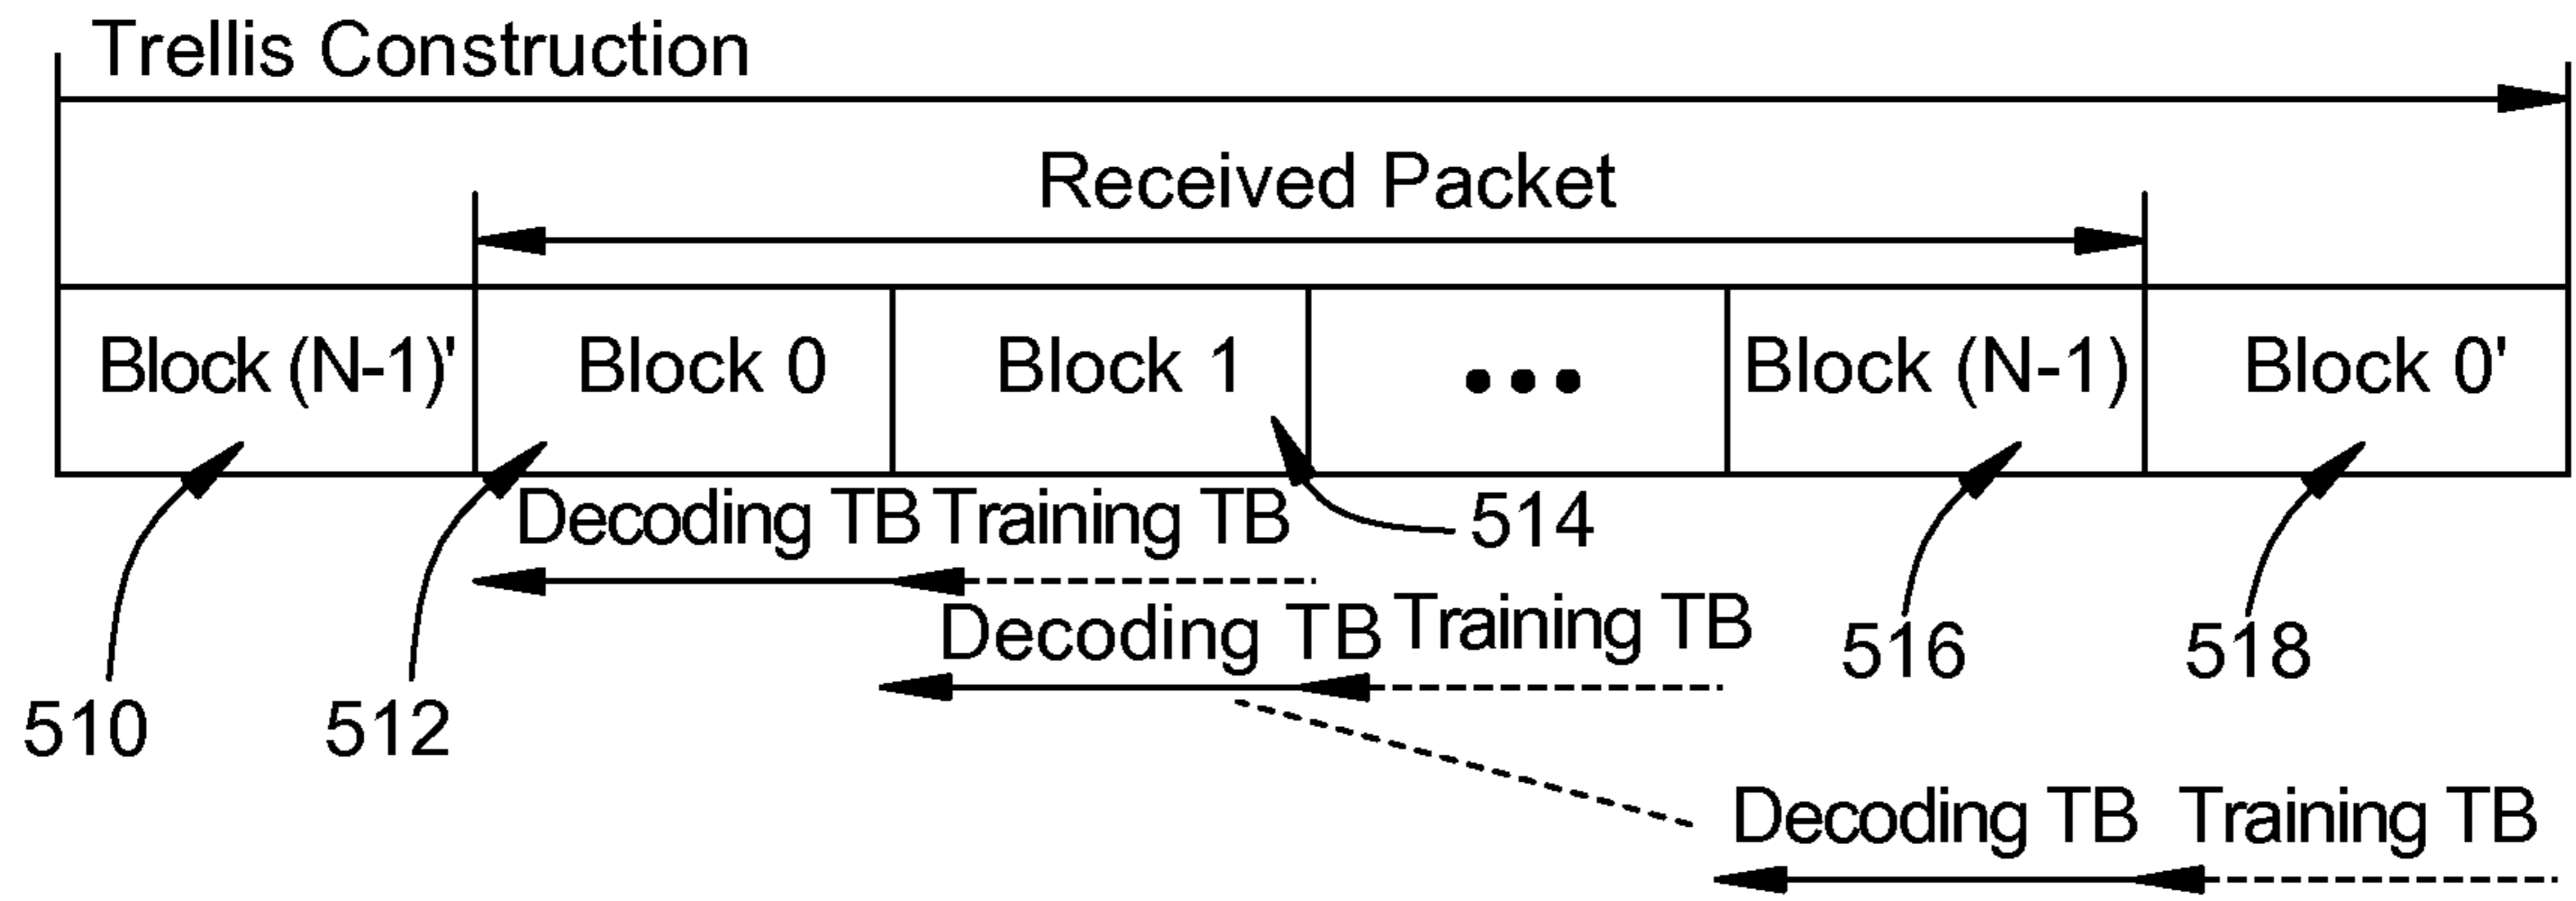 Trellis Construction
Received Packet
Block (N-1)' Block 0 Block 1 ••• Block (N-1) Block 0'
Decoding TB Training TB 514
Decoding TB Training TB 516 518
510 512
Decoding TB Training TB